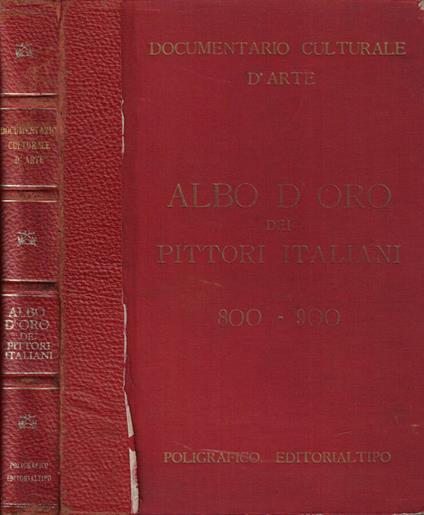 DOCUMENTARIO
CULTURALE
D'ARTE
ALBO
D'ORO
DEI
PITTORI
ITALIANI
POLIGRAFICO
EDITORIALTIPO
DOCUMENTARIO CULTURALE
D'ARTE
ALBO D'ORO
DEI
PITTORI ITALIANI
800 - 900
POLIGRAFICO EDITORIALTIPO